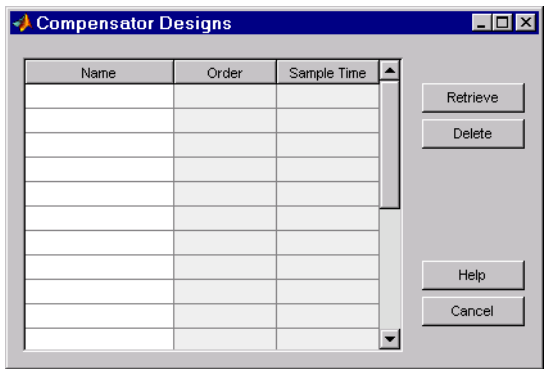 Compensator Designs
Name Order Sample Time
Retrieve
Delete
Help
Cancel